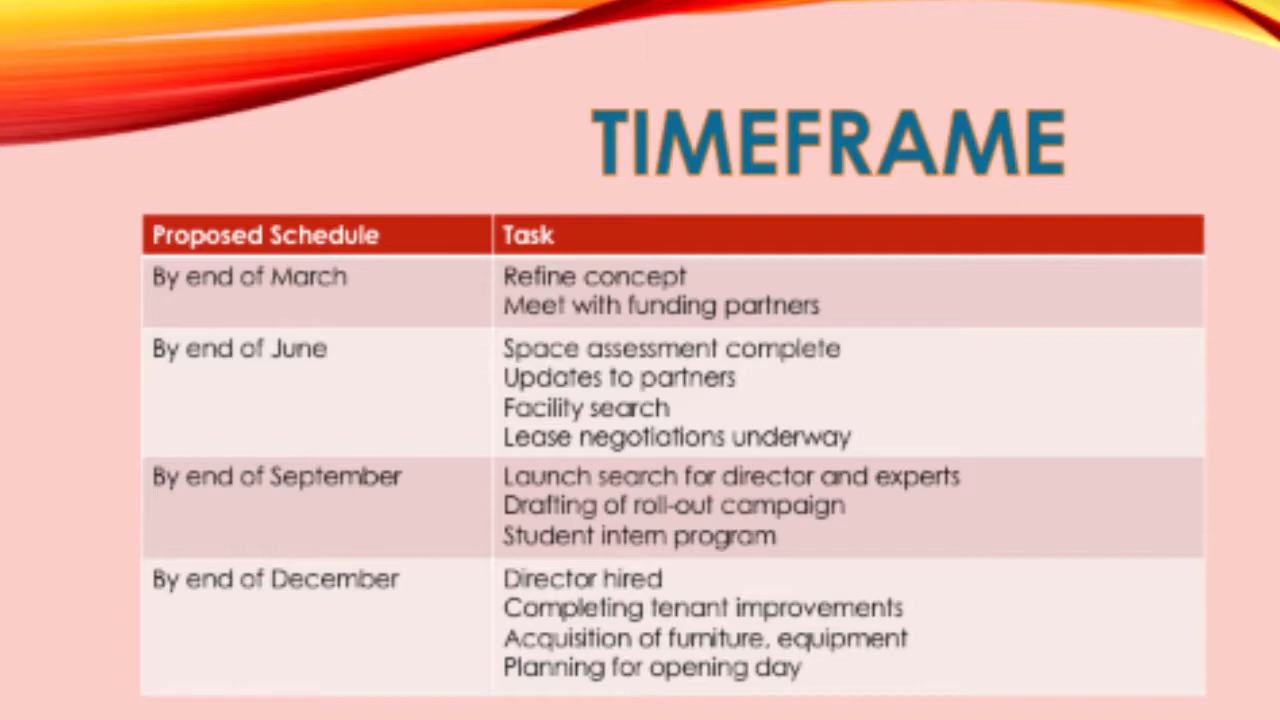 TIMEFRAME
Proposed Schedule Task
By end of March Refine concept
Meet with funding partners
By end of June Space assessment complete
Updates to partners
Facility search
Lease negotiations underway
By end of September Launch search for director and experts
Drafting of roll-out campaign
Student intern program
By end of December Director hired
Completing tenant improvements
Acquisition of furniture, equipment
Planning for opening day